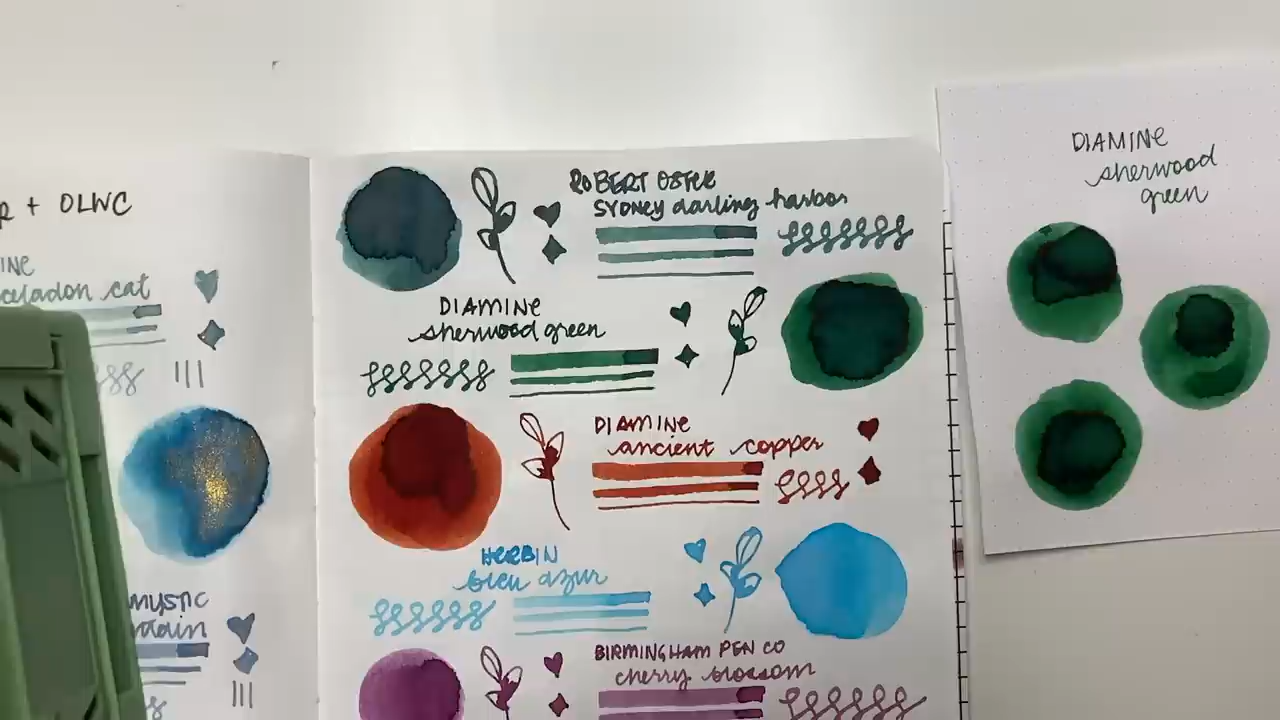 + OLWC
celadon cat
MYSTIC
ROBERT OSTER
SYDNEY darling harbor
DIAMINE
sherwood green
DIAMINE
ancient copper
HERBIN
bleu azur
BIRMINGHAM PEN CO
cherry blossom
DIAMINE
sherwood
green